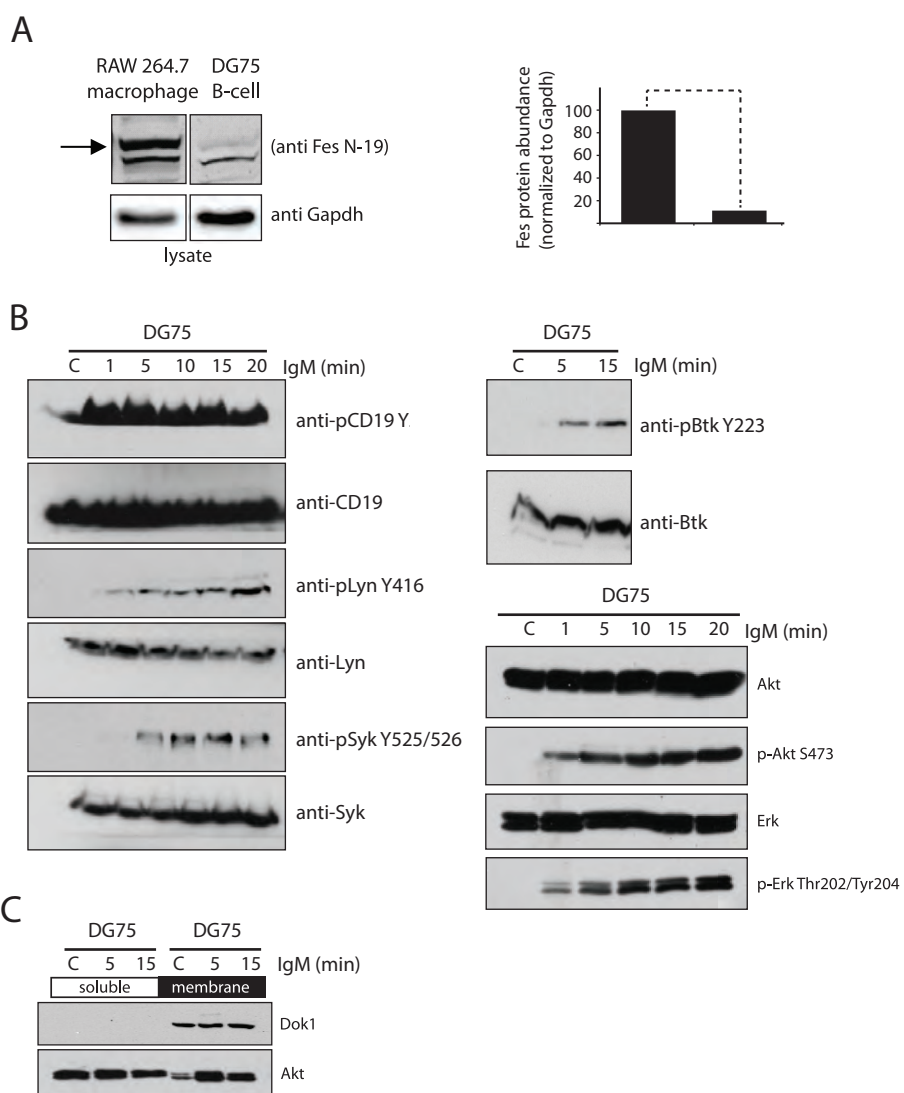 A
RAW 264.7 DG75
macrophage B-cell
(anti Fes N-19)
anti Gapdh
lysate
Fes protein abundance
(normalized to Gapdh)
100
80
60
40
20
B
DG75
C 1 5 10 15 20 IgM (min)
anti-pCD19 Y
anti-CD19
anti-pLyn Y416
anti-Lyn
anti-pSyk Y525/526
anti-Syk
DG75
C 5 15 IgM (min)
anti-pBtk Y223
anti-Btk
DG75
C 1 5 10 15 20 IgM (min)
Akt
p-Akt S473
Erk
p-Erk Thr202/Tyr204
C
DG75 DG75
C 5 15 C 5 15 IgM (min)
soluble membrane
Dok1
Akt